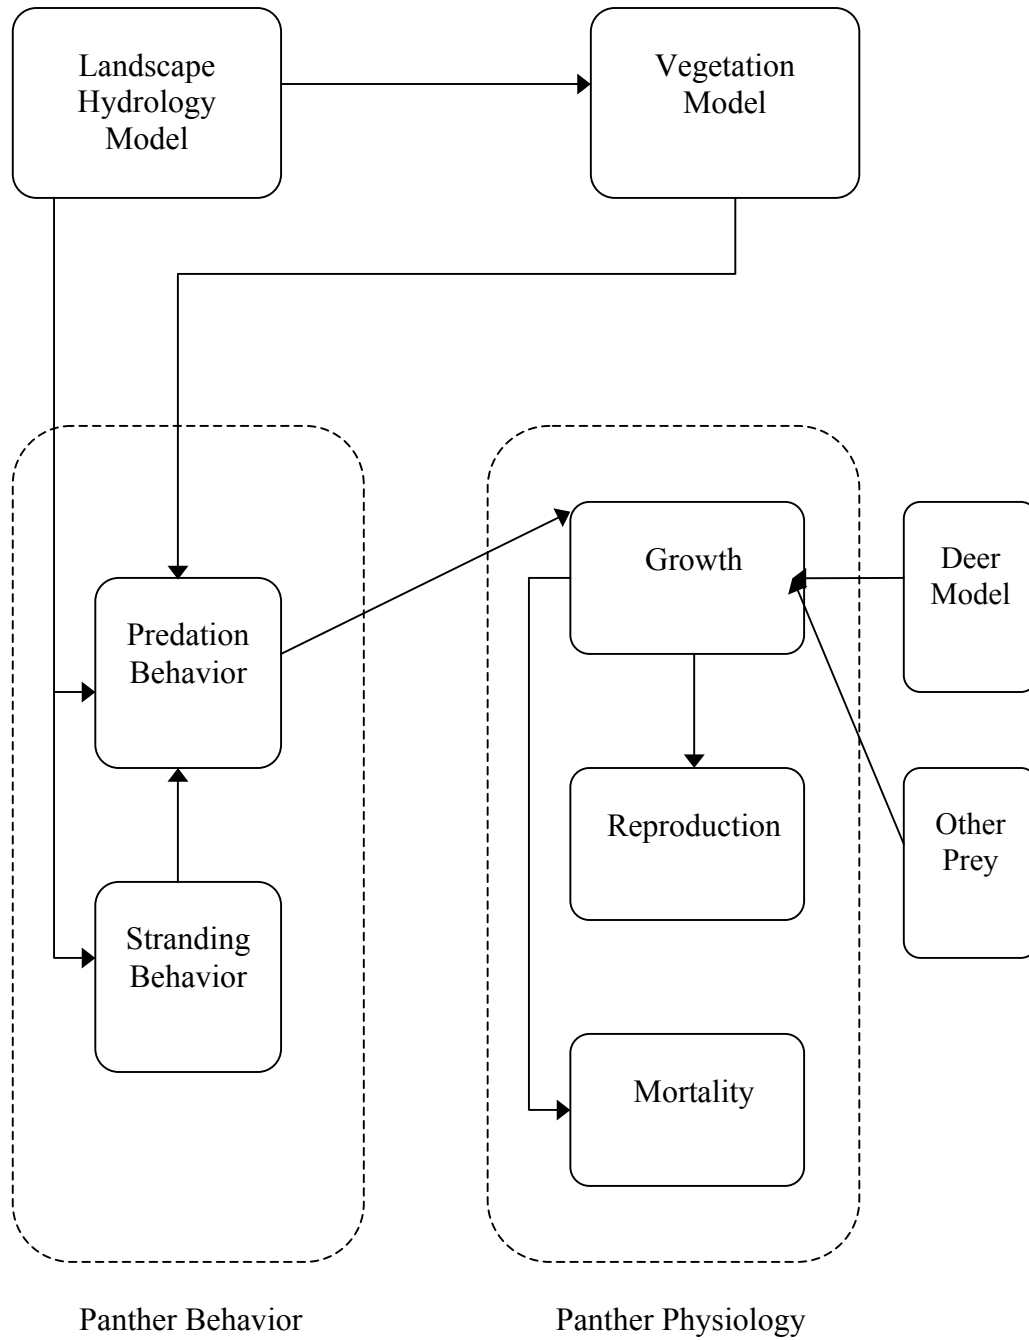 Landscape
Hydrology
Model
Vegetation
Model
Predation
Behavior
Stranding
Behavior
Growth
Reproduction
Mortality
Deer
Model
Other
Prey
Panther Behavior
Panther Physiology